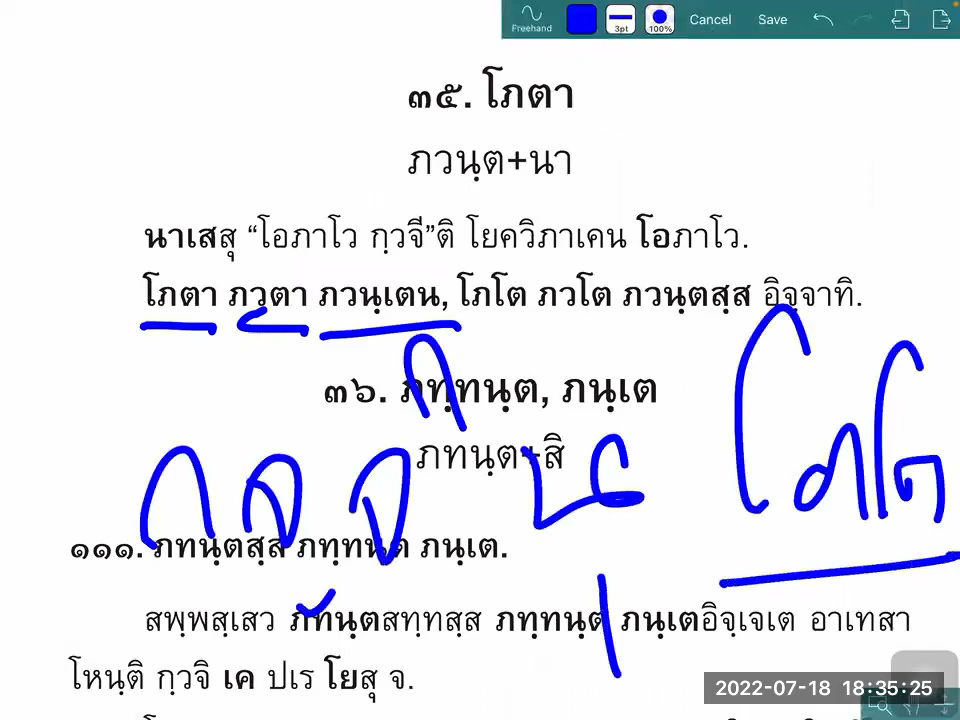 Freehand 3pt 100% Cancel Save
๓๕. โภตา
ภวนฺต+นา
นาเสสุ “โอภาโว กฺวจี”ติ โยควิภาเคน โอภาโว.
โภตา ภวตา ภวนฺเตน, โภโต ภวโต ภวนฺตสฺส อิจฺจาทิ.
๓๖. ภทฺทนฺต, ภนฺเต
ภทนฺต+สิ
๑๑๑. ภทนฺตสฺส ภทฺทนฺต ภนฺเต.
สพฺพสฺเสว ภทนฺตสทฺทสฺส ภทฺทนฺต ภนฺเตอิจฺเจเต อาเทสา
โหนฺติ กฺวจิ เค ปเร โยสุ จ.
2022-07-18 18:35:25